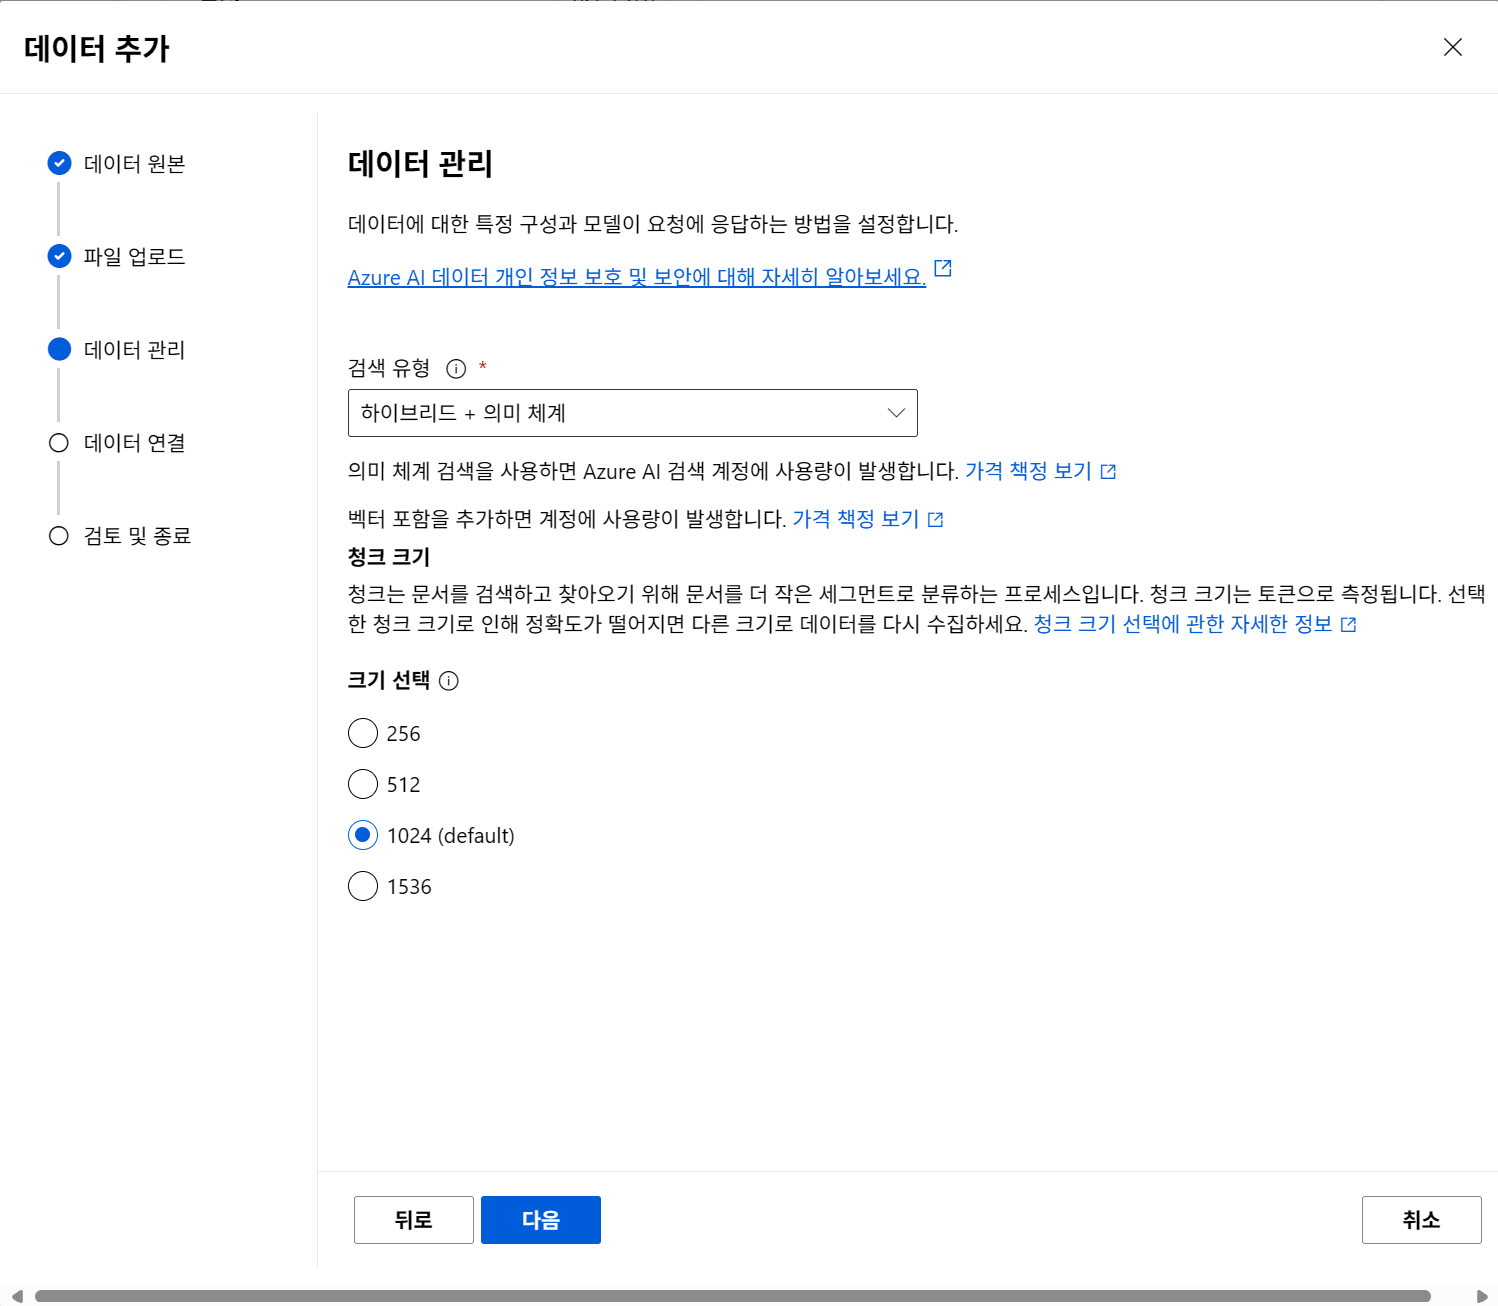 데이터 추가
데이터 원본
파일 업로드
데이터 관리
데이터 연결
검토 및 종료
데이터 관리
데이터에 대한 특정 구성과 모델이 요청에 응답하는 방법을 설정합니다.
Azure AI 데이터 개인 정보 보호 및 보안에 대해 자세히 알아보세요.
검색 유형 *
하이브리드 + 의미 체계
의미 체계 검색을 사용하면 Azure AI 검색 계정에 사용량이 발생합니다. 가격 책정 보기
벡터 포함을 추가하면 계정에 사용량이 발생합니다. 가격 책정 보기
청크 크기
청크는 문서를 검색하고 찾아오기 위해 문서를 더 작은 세그먼트로 분류하는 프로세스입니다. 청크 크기는 토큰으로 측정됩니다. 선택
한 청크 크기로 인해 정확도가 떨어지면 다른 크기로 데이터를 다시 수집하세요. 청크 크기 선택에 관한 자세한 정보
크기 선택
256
512
1024 (default)
1536
뒤로
다음
취소